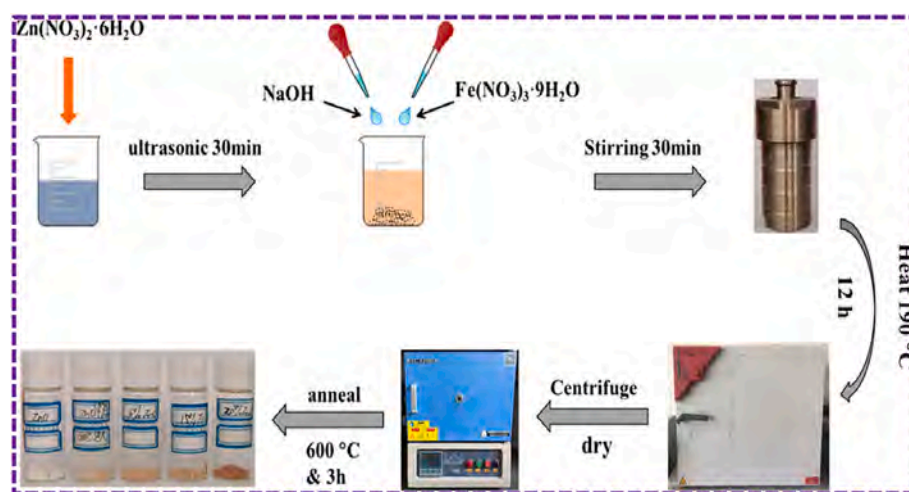 Zn(NO₃)₂·6H₂O
NaOH
Fe(NO₃)₃·9H₂O
ultrasonic 30min
Stirring 30min
Heat 190 °C
12 h
Centrifuge
dry
anneal
600 °C
& 3h
ZnO